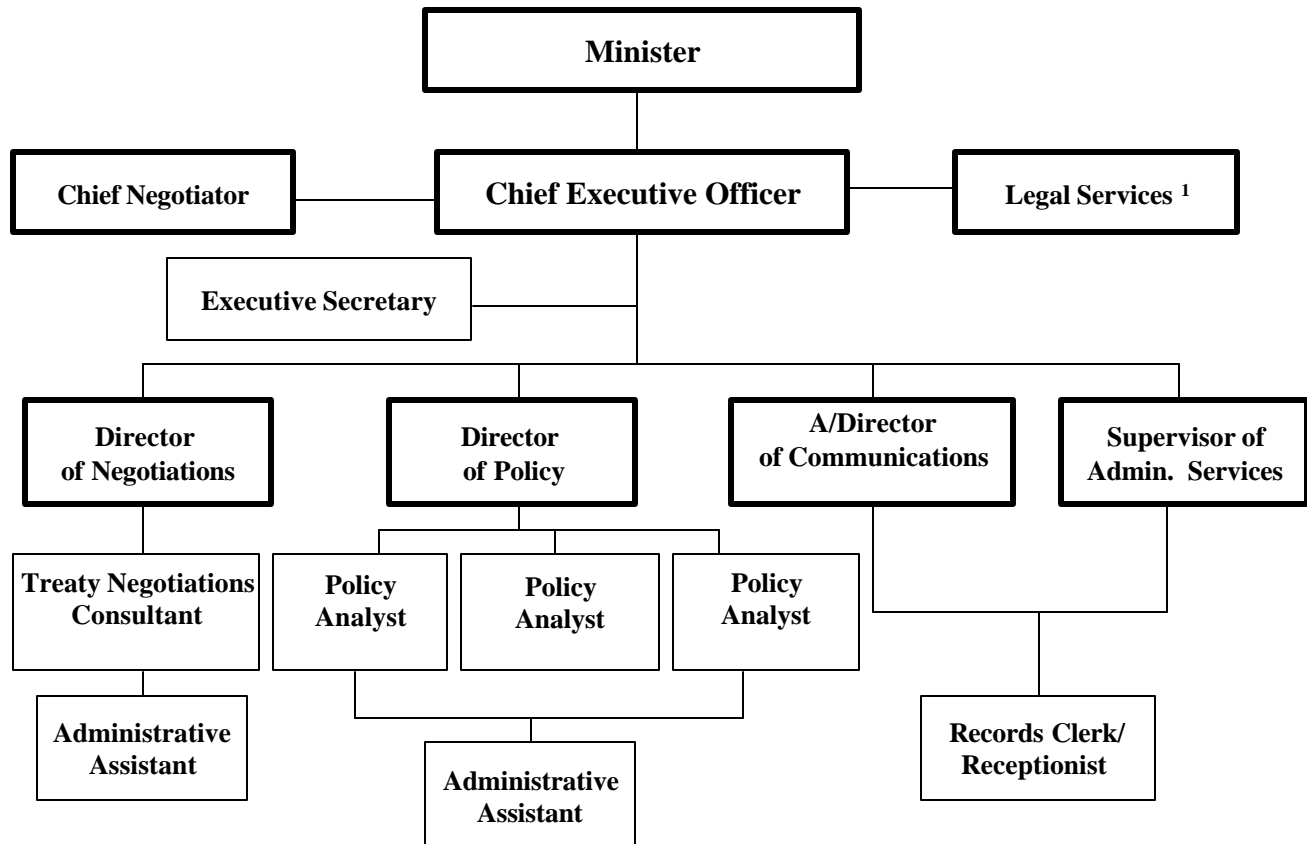 Minister
Chief Negotiator
Chief Executive Officer
Legal Services ¹
Executive Secretary
Director
of Negotiations
Director
of Policy
A/Director
of Communications
Supervisor of
Admin. Services
Treaty Negotiations
Consultant
Policy
Analyst
Policy
Analyst
Policy
Analyst
Administrative
Assistant
Administrative
Assistant
Records Clerk/
Receptionist